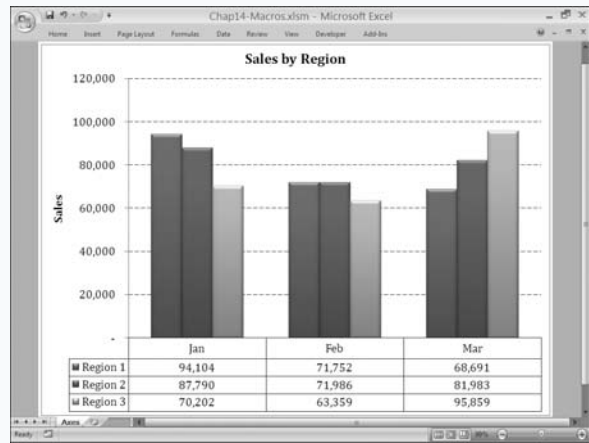 Chap14-Macros.xlsm - Microsoft Excel
Home Insert Page Layout Formulas Data Review View Developer Add-Ins
Sales by Region
120,000
100,000
80,000
60,000
40,000
20,000
-
Sales
Jan Feb Mar
Region 1 94,104 71,752 68,691
Region 2 87,790 71,986 81,983
Region 3 70,202 63,359 95,859
Axes
Ready